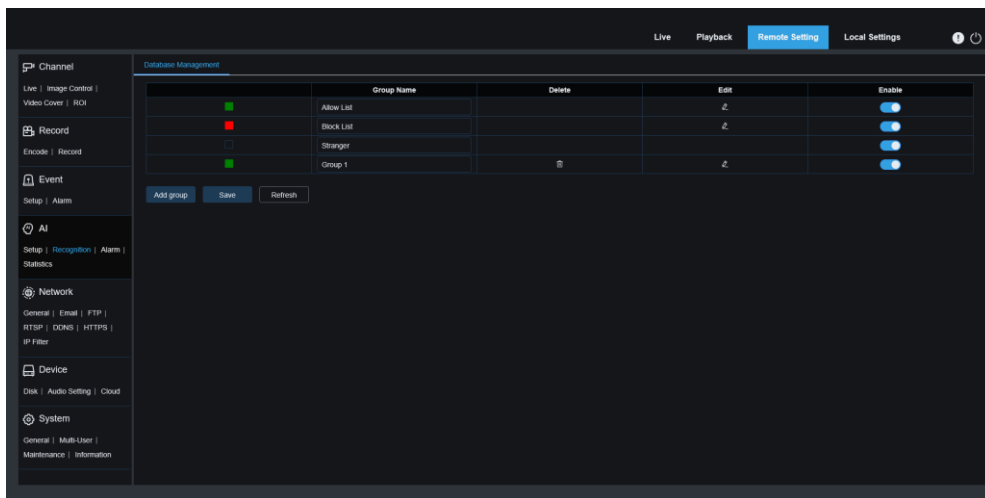 Live Playback Remote Setting Local Settings
Channel
Live | Image Control |
Video Cover | ROI
Record
Encode | Record
Event
Setup | Alarm
AI
Setup | Recognition | Alarm |
Statistics
Network
General | Email | FTP |
RTSP | DDNS | HTTPS |
IP Filter
Device
Disk | Audio Setting | Cloud
System
General | Multi-User |
Maintenance | Information
Database Management
Group Name Delete Edit Enable
Allow List
Block List
Stranger
Group 1
Add group Save Refresh